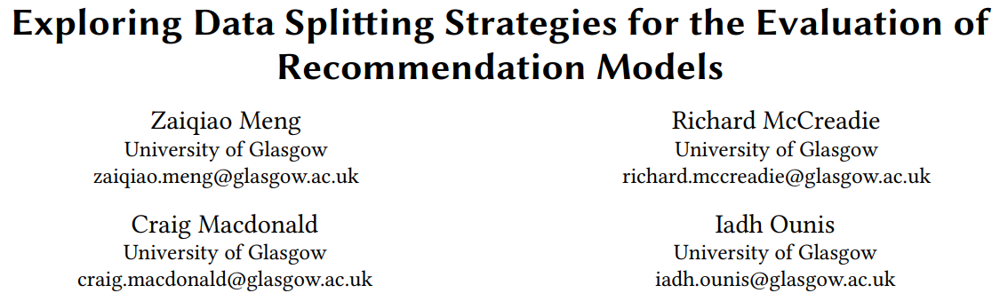 Exploring Data Splitting Strategies for the Evaluation of
Recommendation Models
Zaiqiao Meng
University of Glasgow
zaiqiao.meng@glasgow.ac.uk
Richard McCreadie
University of Glasgow
richard.mccreadie@glasgow.ac.uk
Craig Macdonald
University of Glasgow
craig.macdonald@glasgow.ac.uk
Iadh Ounis
University of Glasgow
iadh.ounis@glasgow.ac.uk